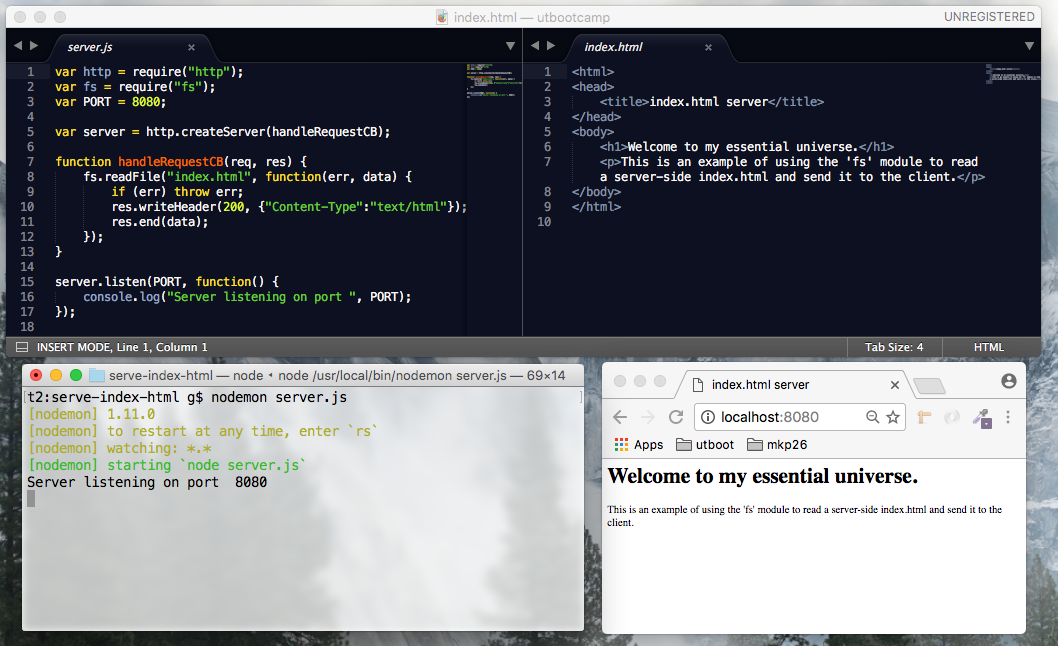 index.html — utbootcamp
UNREGISTERED
server.js
1 var http = require("http");
2 var fs = require("fs");
3 var PORT = 8080;
4
5 var server = http.createServer(handleRequestCB);
6
7 function handleRequestCB(req, res) {
8 fs.readFile("index.html", function(err, data) {
9 if (err) throw err;
10 res.writeHeader(200, {"Content-Type":"text/html"});
11 res.end(data);
12 });
13 }
14
15 server.listen(PORT, function() {
16 console.log("Server listening on port ", PORT);
17 });
18
index.html
1 <html>
2 <head>
3 <title>index.html server</title>
4 </head>
5 <body>
6 <h1>Welcome to my essential universe.</h1>
7 <p>This is an example of using the 'fs' module to read
a server-side index.html and send it to the client.</p>
8 </body>
9 </html>
10
INSERT MODE, Line 1, Column 1
Tab Size: 4
HTML
serve-index-html — node • node /usr/local/bin/nodemon server.js — 69×14
[t2:serve-index-html g$ nodemon server.js ]
[nodemon] 1.11.0
[nodemon] to restart at any time, enter `rs`
[nodemon] watching: *.*
[nodemon] starting `node server.js`
Server listening on port  8080
index.html server
localhost:8080
Apps utboot mkp26
Welcome to my essential universe.
This is an example of using the 'fs' module to read a server-side index.html and send it to the
client.